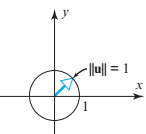 y
‖u‖ = 1
x
1